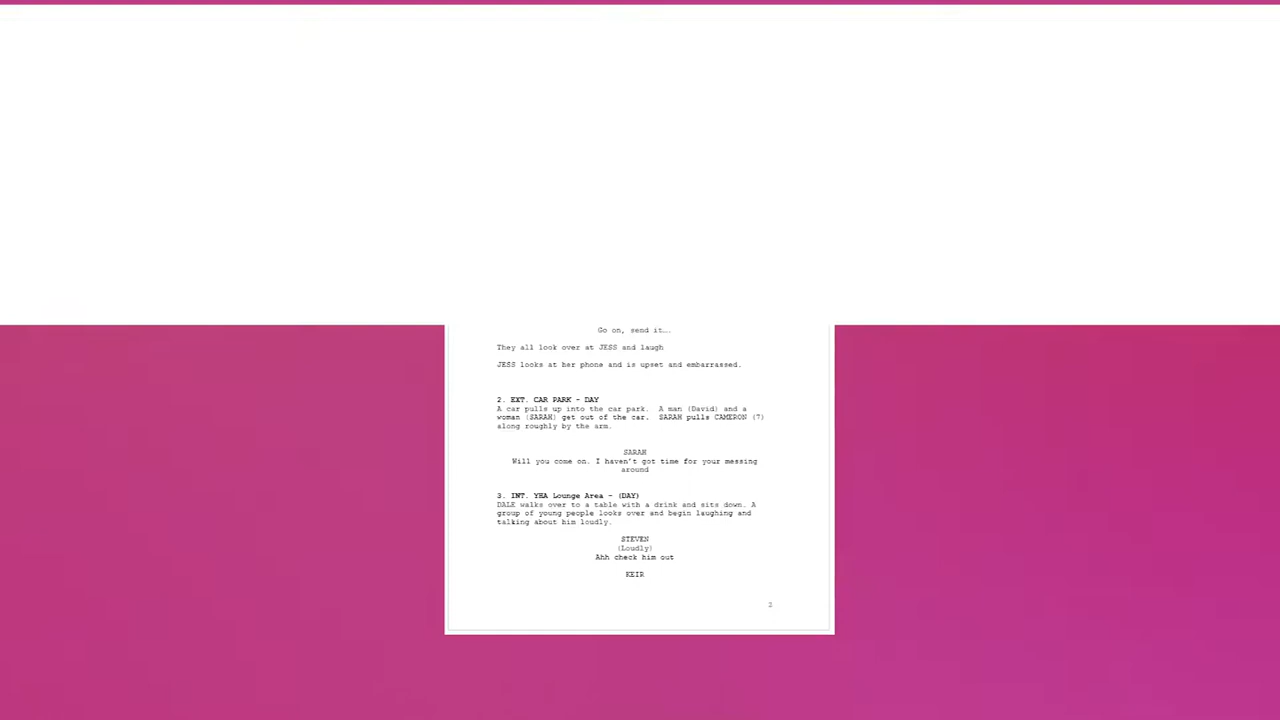 Go on, send it……
They all look over at JESS and laugh
JESS looks at her phone and is upset and embarrassed.
2. EXT. CAR PARK - DAY
A car pulls up into the car park. A man (David) and a
woman (SARAH) get out of the car. SARAH pulls CAMERON (7)
along roughly by the arm.
SARAH
Will you come on. I haven't got time for your messing
around
3. INT. YHA Lounge Area - (DAY)
DALE walks over to a table with a drink and sits down. A
group of young people looks over and begin laughing and
talking about him loudly.
STEVEN
(Loudly)
Ahh check him out
KEIR
2